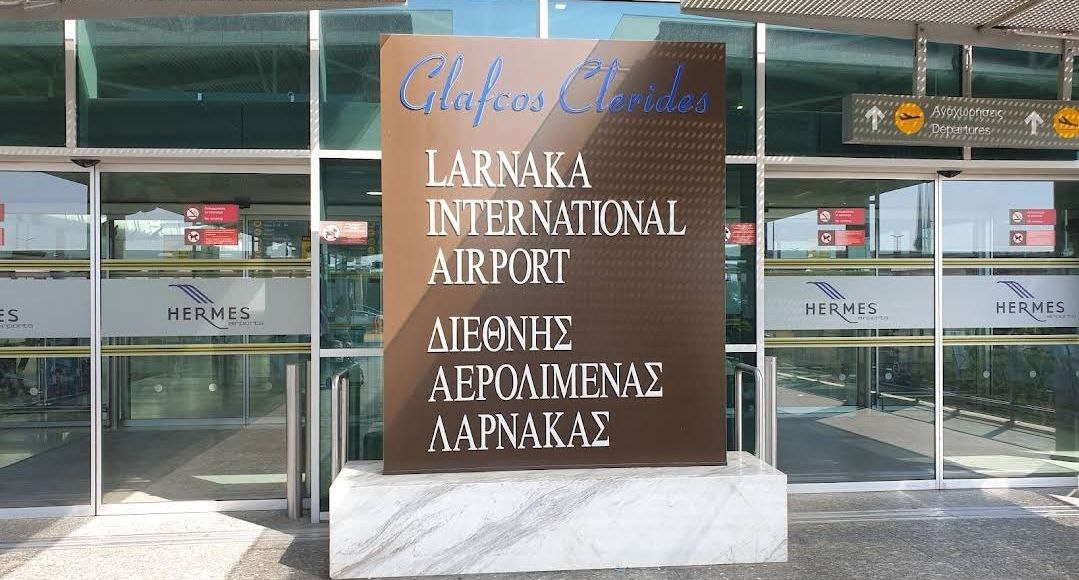 Glafcos Clerides
LARNAKA
INTERNATIONAL
AIRPORT
ΔΙΕΘΝΗΣ
ΑΕΡΟΛΙΜΕΝΑΣ
ΛΑΡΝΑΚΑΣ
Αναχωρήσεις
Departures
HERMES
airports
HERMES
airports
HERMES
airports